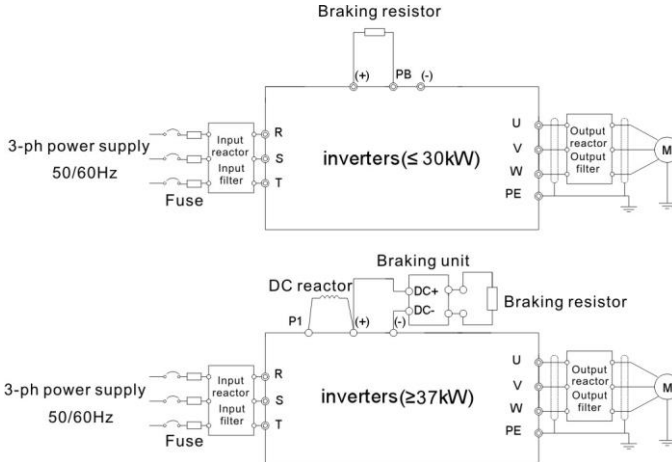 Braking resistor
(+) PB (-)
3-ph power supply
50/60Hz
Fuse
Input
reactor
Input
filter
R
S
T
inverters(≤ 30kW)
U
V
W
PE
Output
reactor
Output
filter
M
Braking unit
DC reactor
DC+
DC-
Braking resistor
P1 (+) (-)
3-ph power supply
50/60Hz
Fuse
Input
reactor
Input
filter
R
S
T
inverters(≥37kW)
U
V
W
PE
Output
reactor
Output
filter
M